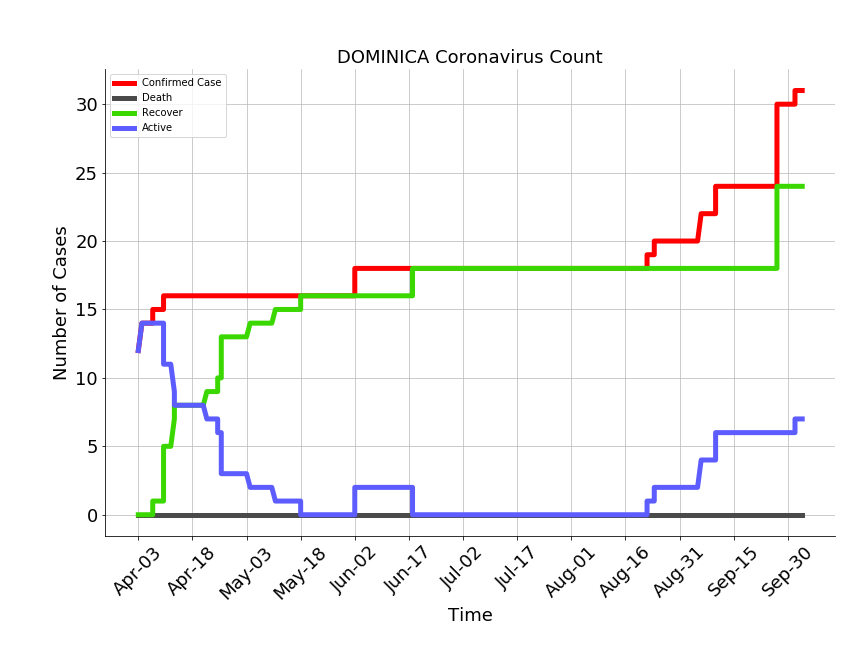 DOMINICA Coronavirus Count
Confirmed Case
Death
Recover
Active
Number of Cases
30
25
20
15
10
5
0
Apr-03
Apr-18
May-03
May-18
Jun-02
Jun-17
Jul-02
Jul-17
Aug-01
Aug-16
Aug-31
Sep-15
Sep-30
Time